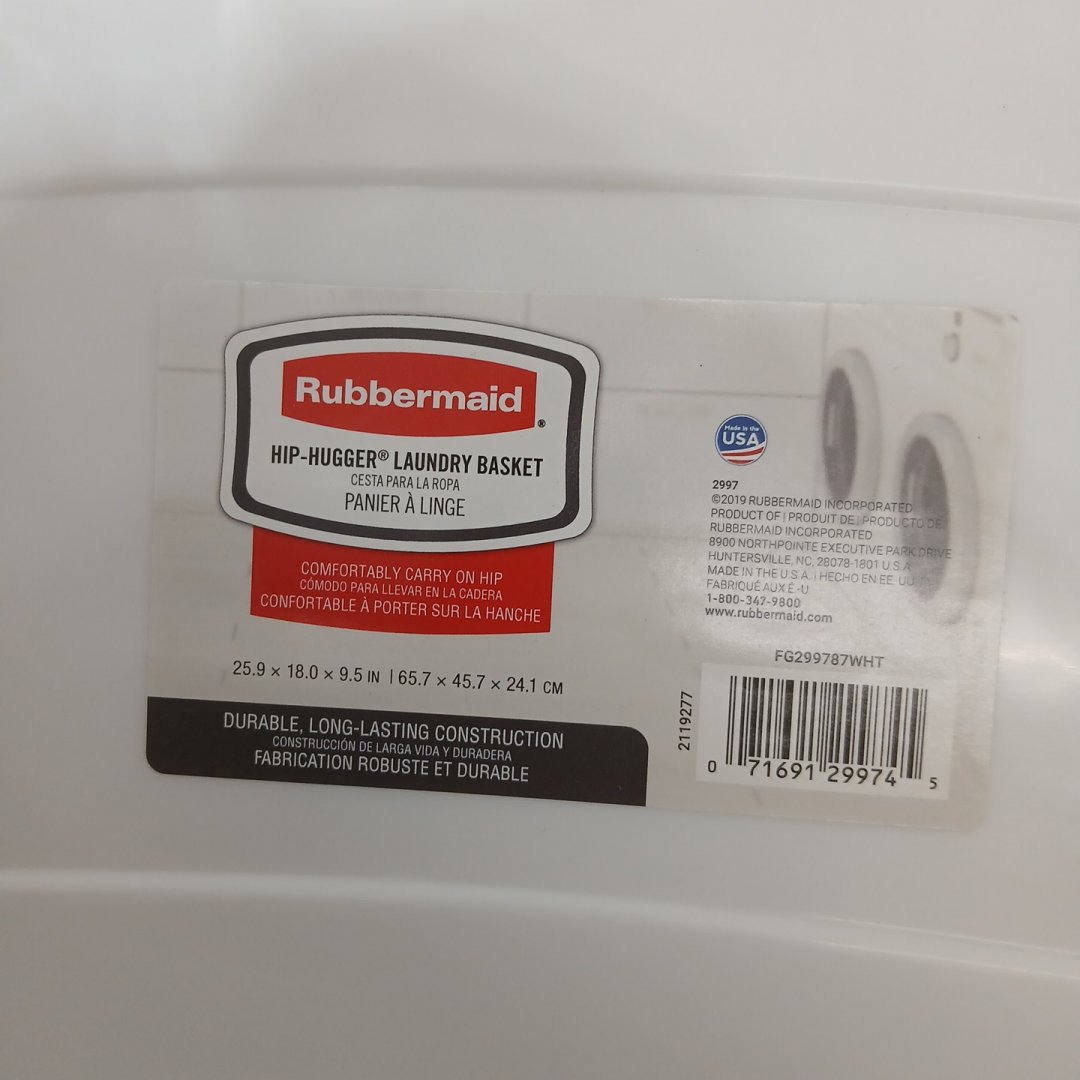 Rubbermaid®
HIP-HUGGER® LAUNDRY BASKET
CESTA PARA LA ROPA
PANIER À LINGE
COMFORTABLY CARRY ON HIP
CÓMODO PARA LLEVAR EN LA CADERA
CONFORTABLE À PORTER SUR LA HANCHE
25.9 × 18.0 × 9.5 IN | 65.7 × 45.7 × 24.1 CM
DURABLE, LONG-LASTING CONSTRUCTION
CONSTRUCCIÓN DE LARGA VIDA Y DURADERA
FABRICATION ROBUSTE ET DURABLE
Made in the
USA
2997
©2019 RUBBERMAID INCORPORATED
PRODUCT OF | PRODUIT DE | PRODUCTO DE
RUBBERMAID INCORPORATED
8900 NORTHPOINTE EXECUTIVE PARK DRIVE
HUNTERSVILLE, NC, 28078-1801 U.S.A.
MADE IN THE U.S.A. | HECHO EN EE. UU. |
FABRIQUÉ AUX É.-U.
1-800-347-9800
www.rubbermaid.com
FG299787WHT
2119277
0 71691 29974 5